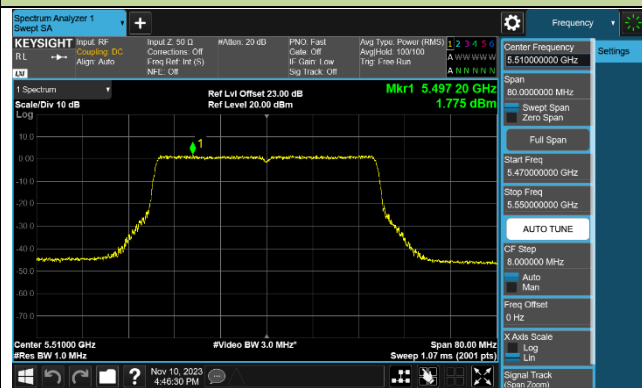 Spectrum Analyzer 1
Swept SA
+
Frequency
KEYSIGHT
RL
LXI
Input: RF
Coupling: DC
Align: Auto
Input Z: 50 Ω
Corrections: Off
Freq Ref: Int (S)
NFE: Off
#Atten: 20 dB
PNO: Fast
Gate: Off
IF Gain: Low
Sig Track: Off
Avg Type: Power (RMS)
Avg|Hold: 100/100
Trig: Free Run
1 2 3 4 5 6
A W W W W W
A N N N N N
Center Frequency
5.510000000 GHz
Settings
Span
80.0000000 MHz
Swept Span
Zero Span
Full Span
Start Freq
5.470000000 GHz
Stop Freq
5.550000000 GHz
AUTO TUNE
CF Step
8.000000 MHz
Auto
Man
Freq Offset
0 Hz
X Axis Scale
Log
Lin
Signal Track
(Span Zoom)
1 Spectrum
Scale/Div 10 dB
Log
Ref Lvl Offset 23.00 dB
Ref Level 20.00 dBm
Mkr1 5.497 20 GHz
1.775 dBm
1
10.0
0.00
-10.0
-20.0
-30.0
-40.0
-50.0
-60.0
-70.0
Center 5.51000 GHz
#Res BW 1.0 MHz
#Video BW 3.0 MHz*
Span 80.00 MHz
Sweep 1.07 ms (2001 pts)
?
Nov 10, 2023
4:46:30 PM